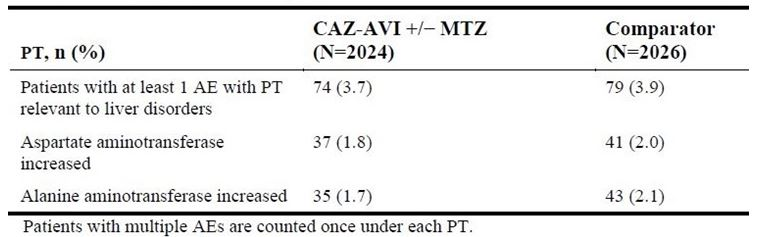 PT, n (%) CAZ-AVI +/− MTZ (N=2024) Comparator (N=2026)
Patients with at least 1 AE with PT relevant to liver disorders 74 (3.7) 79 (3.9)
Aspartate aminotransferase increased 37 (1.8) 41 (2.0)
Alanine aminotransferase increased 35 (1.7) 43 (2.1)
Patients with multiple AEs are counted once under each PT.